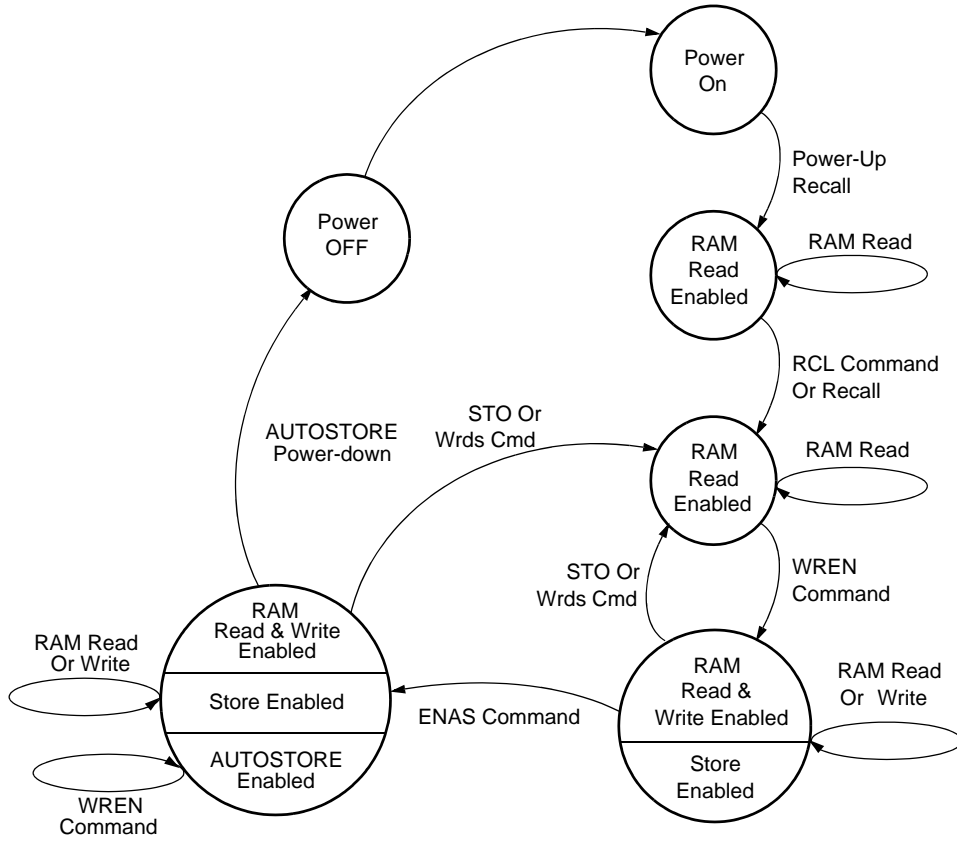 Power
On
Power-Up
Recall
Power
OFF
RAM
Read
Enabled
RAM Read
RCL Command
Or Recall
AUTOSTORE
Power-down
STO Or
Wrds Cmd
RAM
Read
Enabled
RAM Read
STO Or
Wrds Cmd
WREN
Command
RAM
Read & Write
Enabled
Store Enabled
AUTOSTORE
Enabled
RAM Read
Or Write
WREN
Command
ENAS Command
RAM
Read &
Write Enabled
Store
Enabled
RAM Read
Or Write